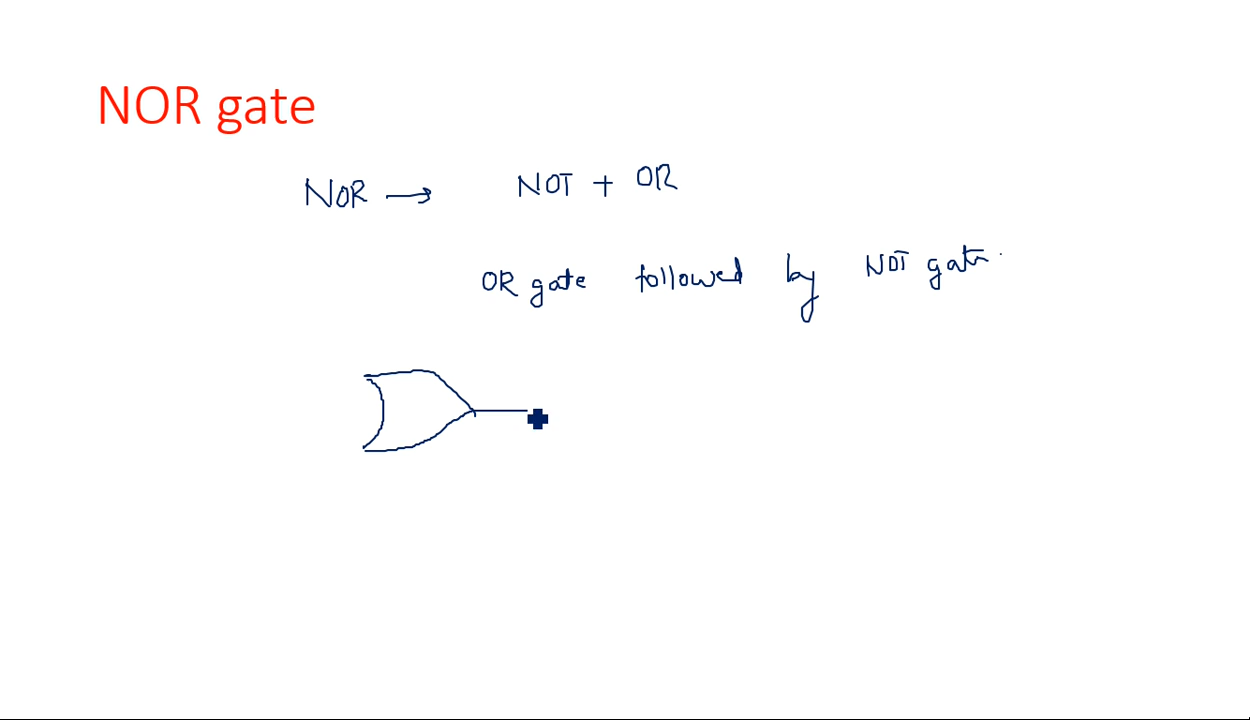 NOR gate
NOR → NOT + OR
OR gate followed by NOT gate.